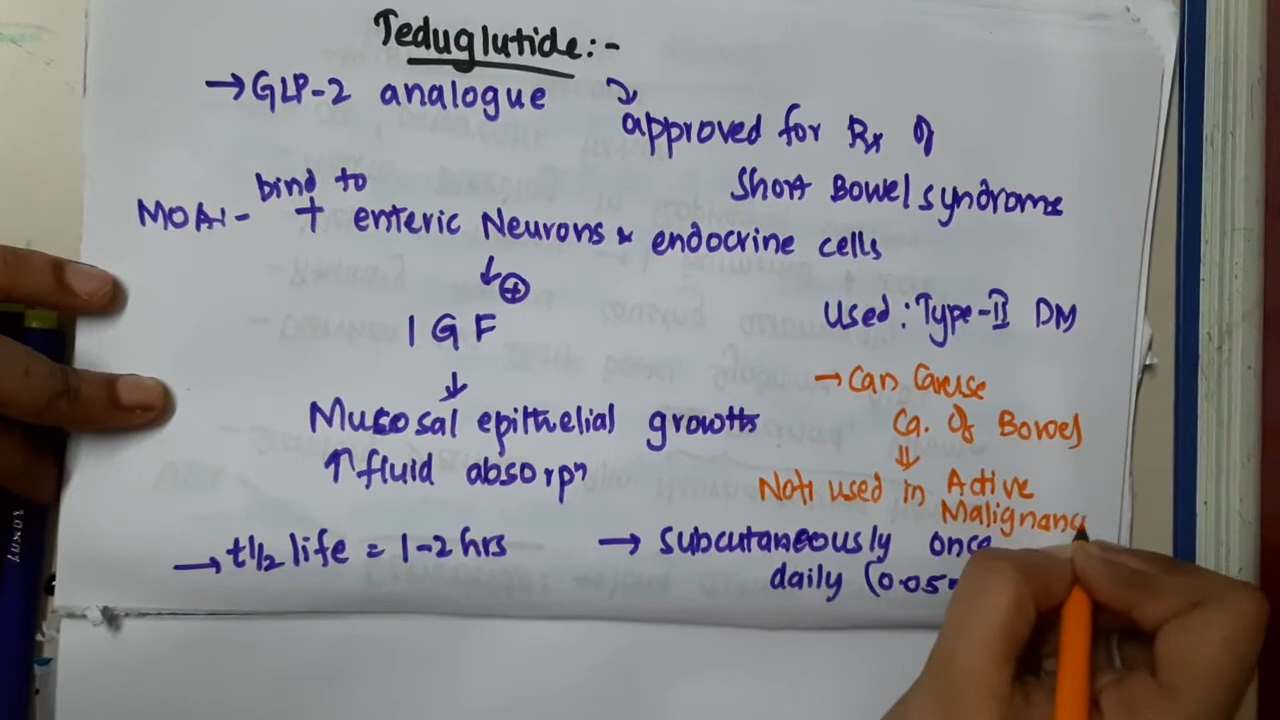 Teduglutide:-
→ GLP-2 analogue
approved for Rx of
Short Bowel syndrome
bind to
MOA:- + enteric Neurons & endocrine cells
↓ ⊕
IGF
↓
Mucosal epithelial growth
↑ fluid absorpⁿ
Used: Type-II DM
→ Can Cause
Ca. Of Bowel
⇓
Not used in Active
Malignancy
→ t1/2 life = 1-2 hrs
→ Subcutaneously once
daily (0.05